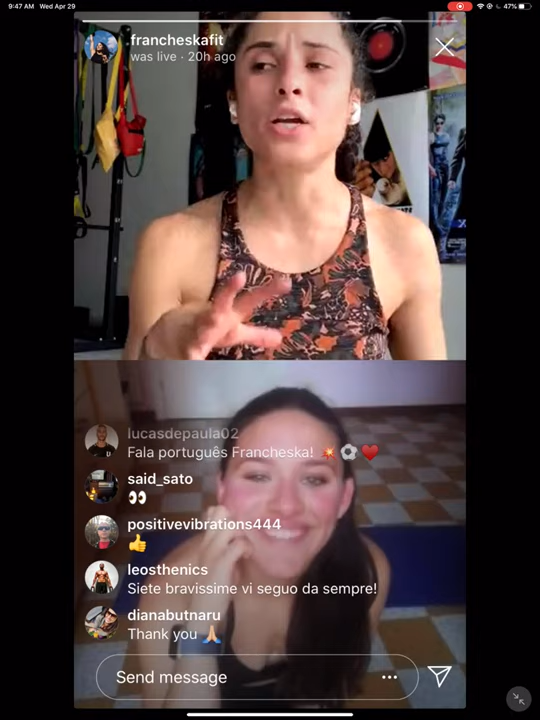 9:47 AM Wed Apr 29
47%
francheskafit
was live · 20h ago
lucasdepaula02
Fala português Francheska! 💥⚽♥️
said_sato
👀
positivevibrations444
👍
leosthenics
Siete bravissime vi seguo da sempre!
dianabutnaru
Thank you 🙏🏼
Send message